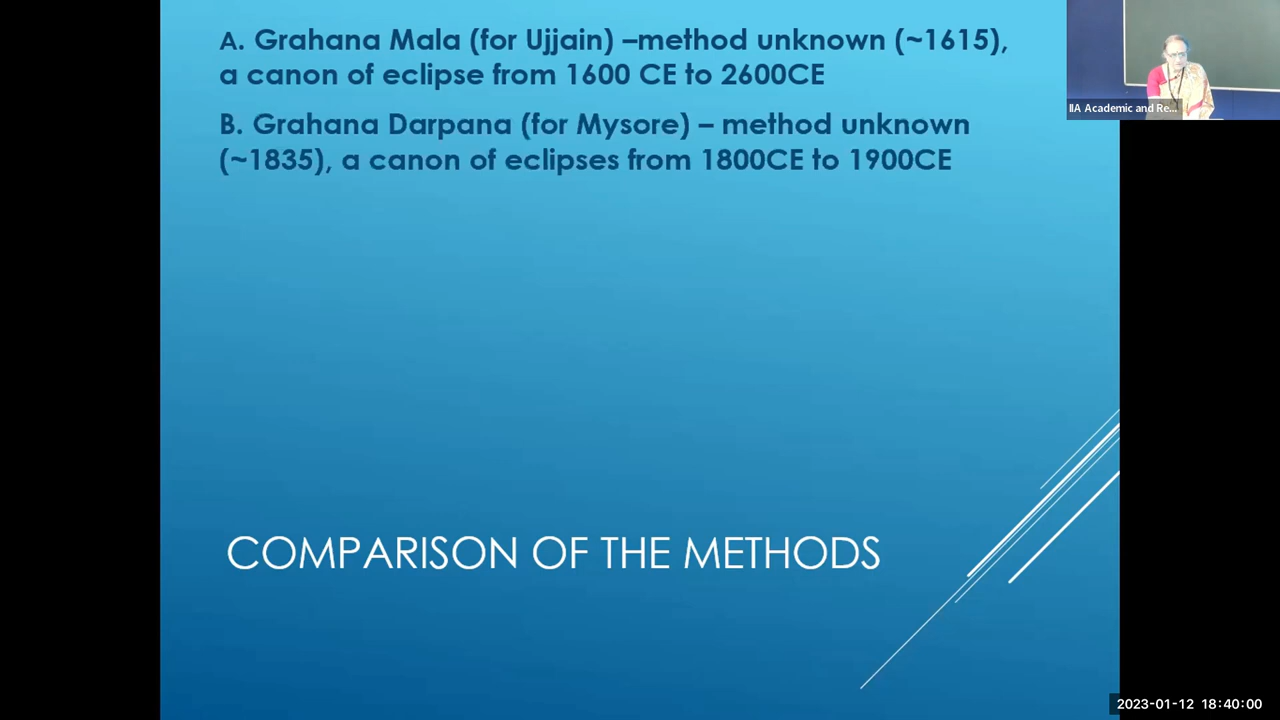 A. Grahana Mala (for Ujjain) –method unknown (~1615),
a canon of eclipse from 1600 CE to 2600CE
B. Grahana Darpana (for Mysore) – method unknown
(~1835), a canon of eclipses from 1800CE to 1900CE
COMPARISON OF THE METHODS
IIA Academic and Re...
2023-01-12 18:40:00